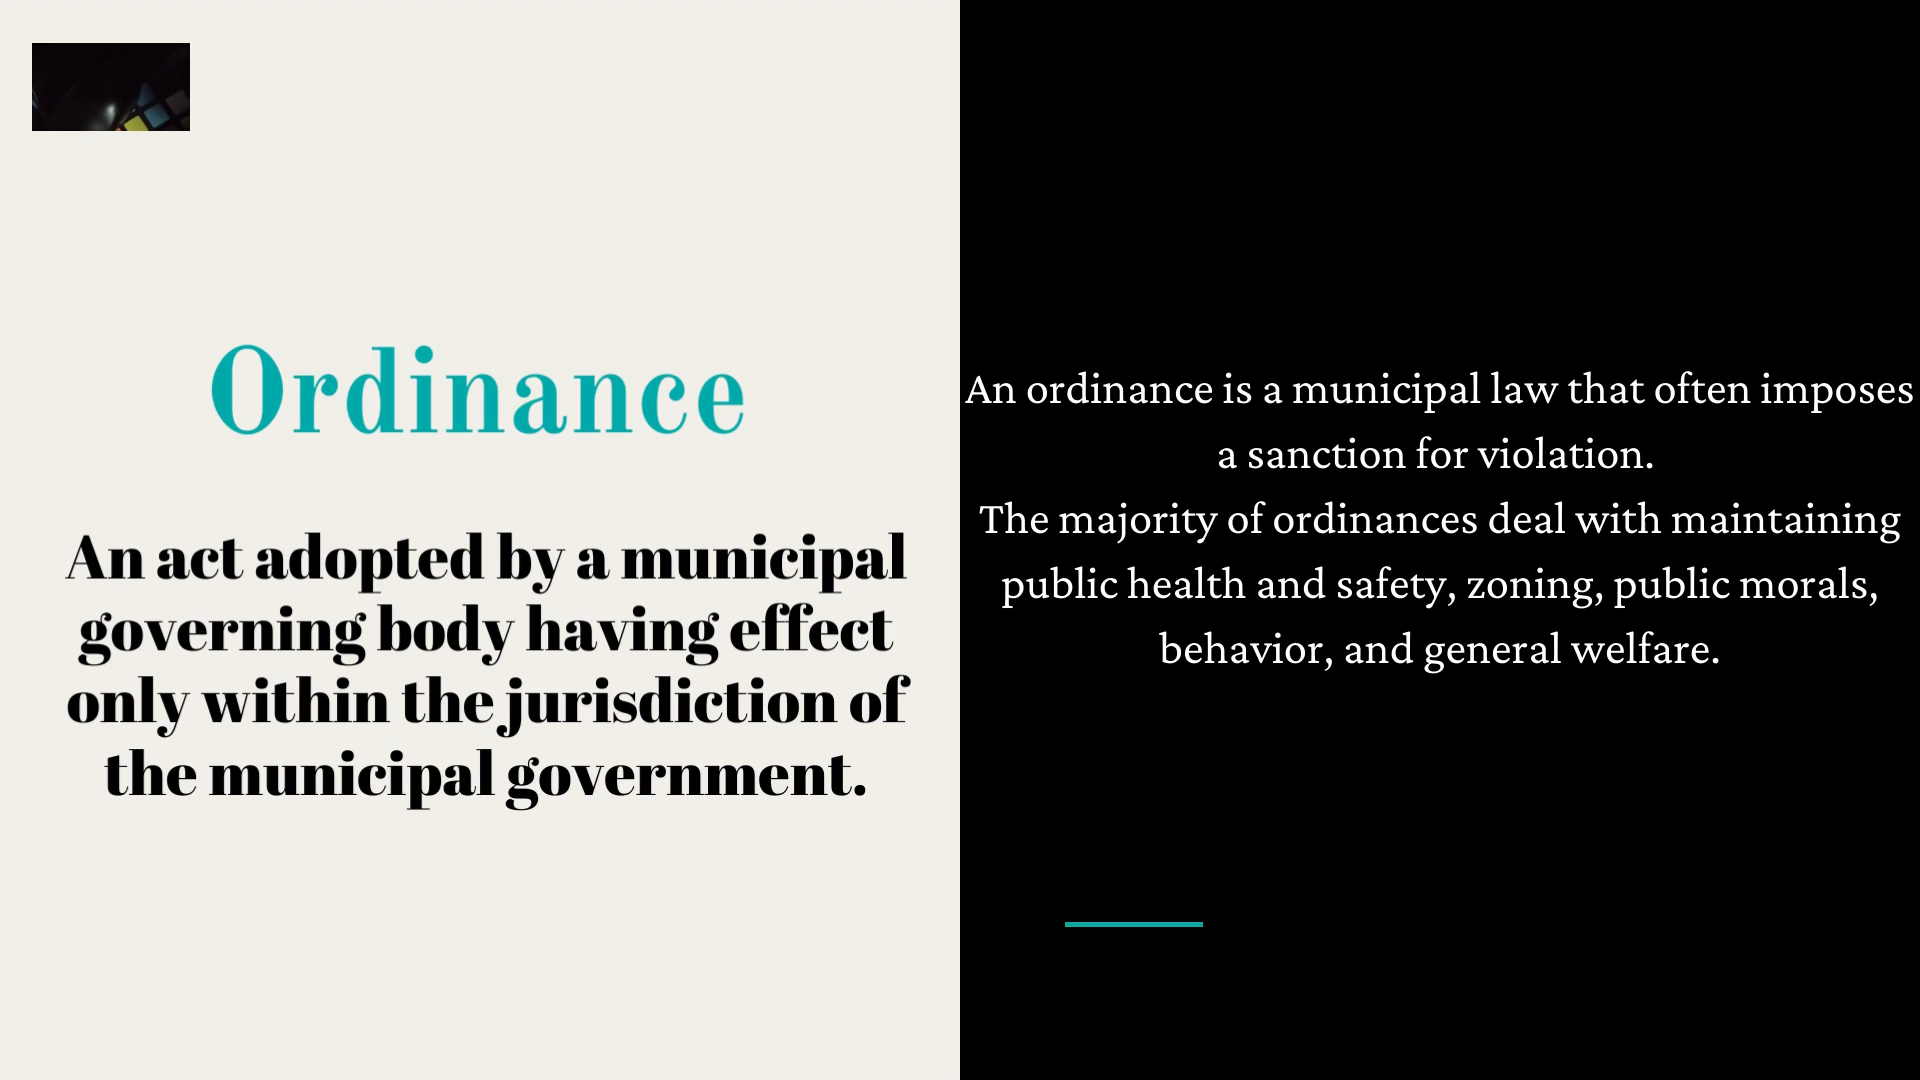 Ordinance
An act adopted by a municipal
governing body having effect
only within the jurisdiction of
the municipal government.
An ordinance is a municipal law that often imposes
a sanction for violation.
The majority of ordinances deal with maintaining
public health and safety, zoning, public morals,
behavior, and general welfare.